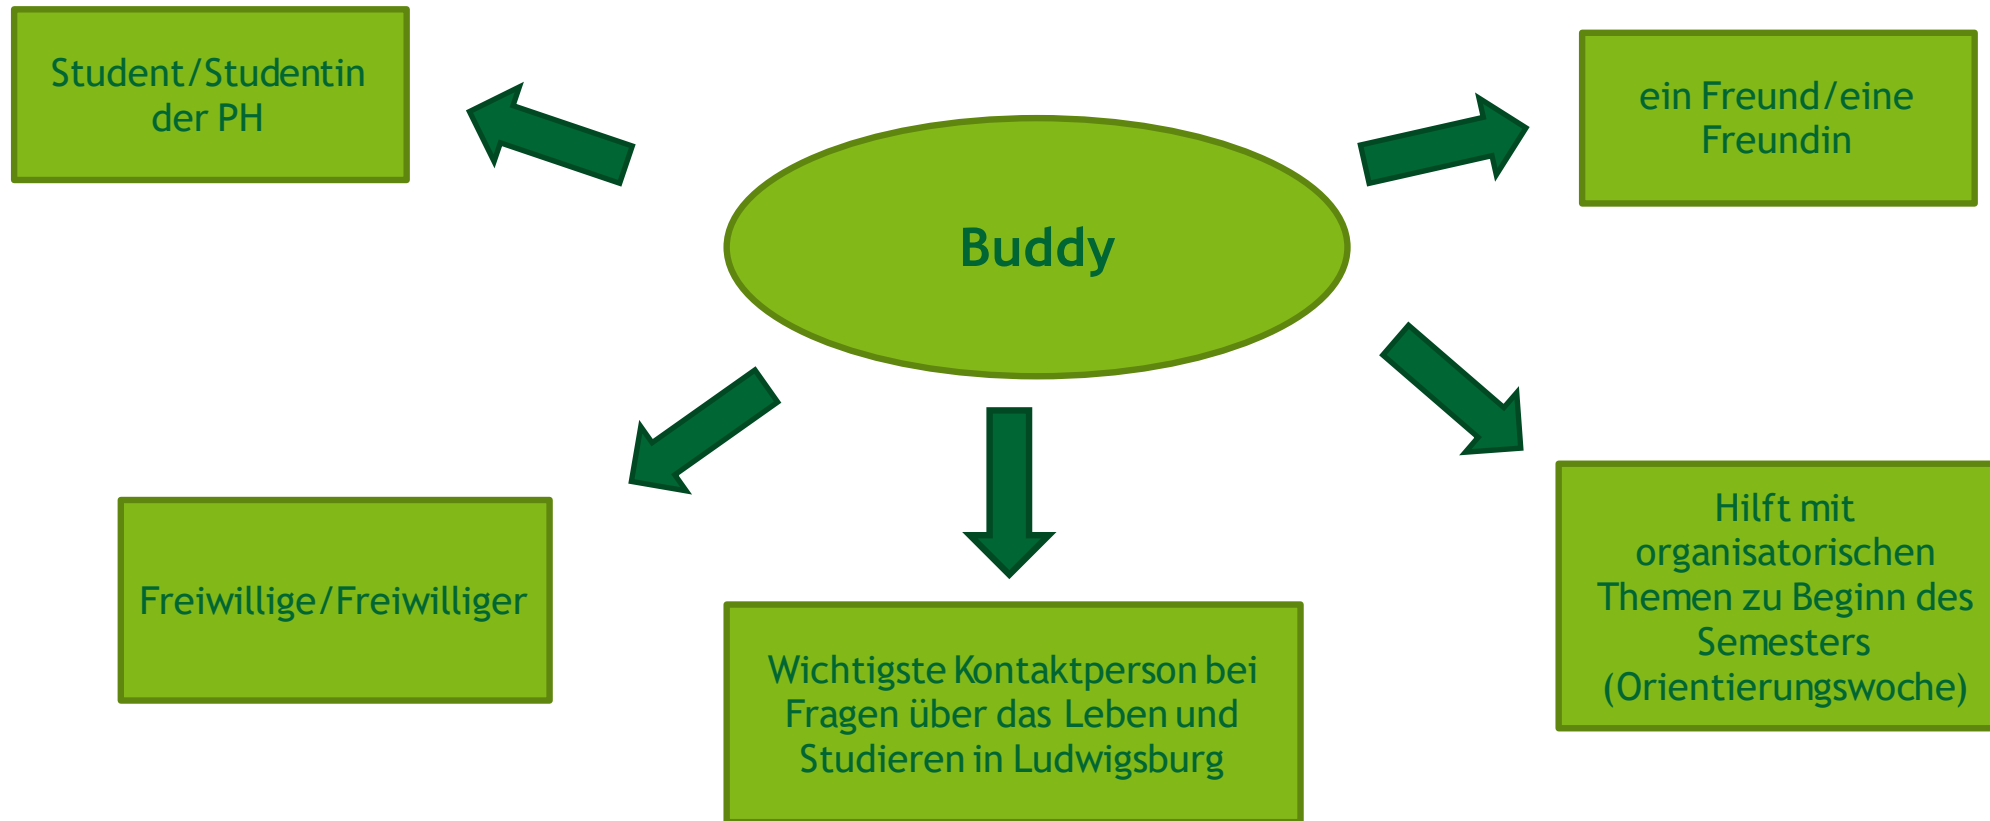 Student/Studentin
der PH
ein Freund/eine
Freundin
Buddy
Freiwillige/Freiwilliger
Wichtigste Kontaktperson bei
Fragen über das Leben und
Studieren in Ludwigsburg
Hilft mit
organisatorischen
Themen zu Beginn des
Semesters
(Orientierungswoche)